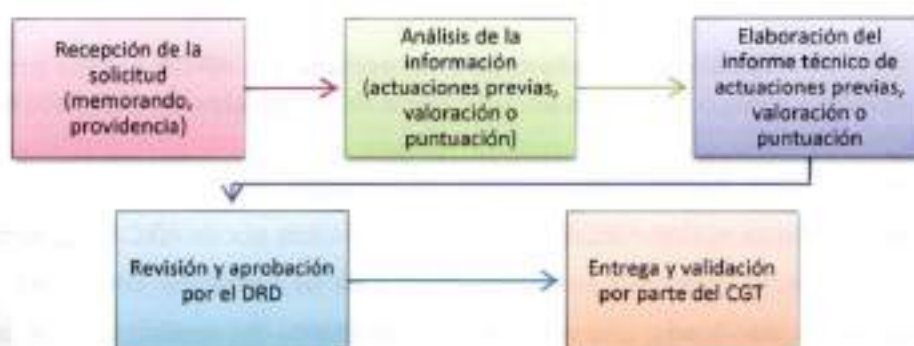 Recepción de la
solicitud
(memorando,
providencia)
Análisis de la
información
(actuaciones previas,
valoración o
puntuación)
Elaboración del
informe técnico de
actuaciones previas,
valoración o
puntuación
Revisión y aprobación
por el DRD
Entrega y validación
por parte del CGT